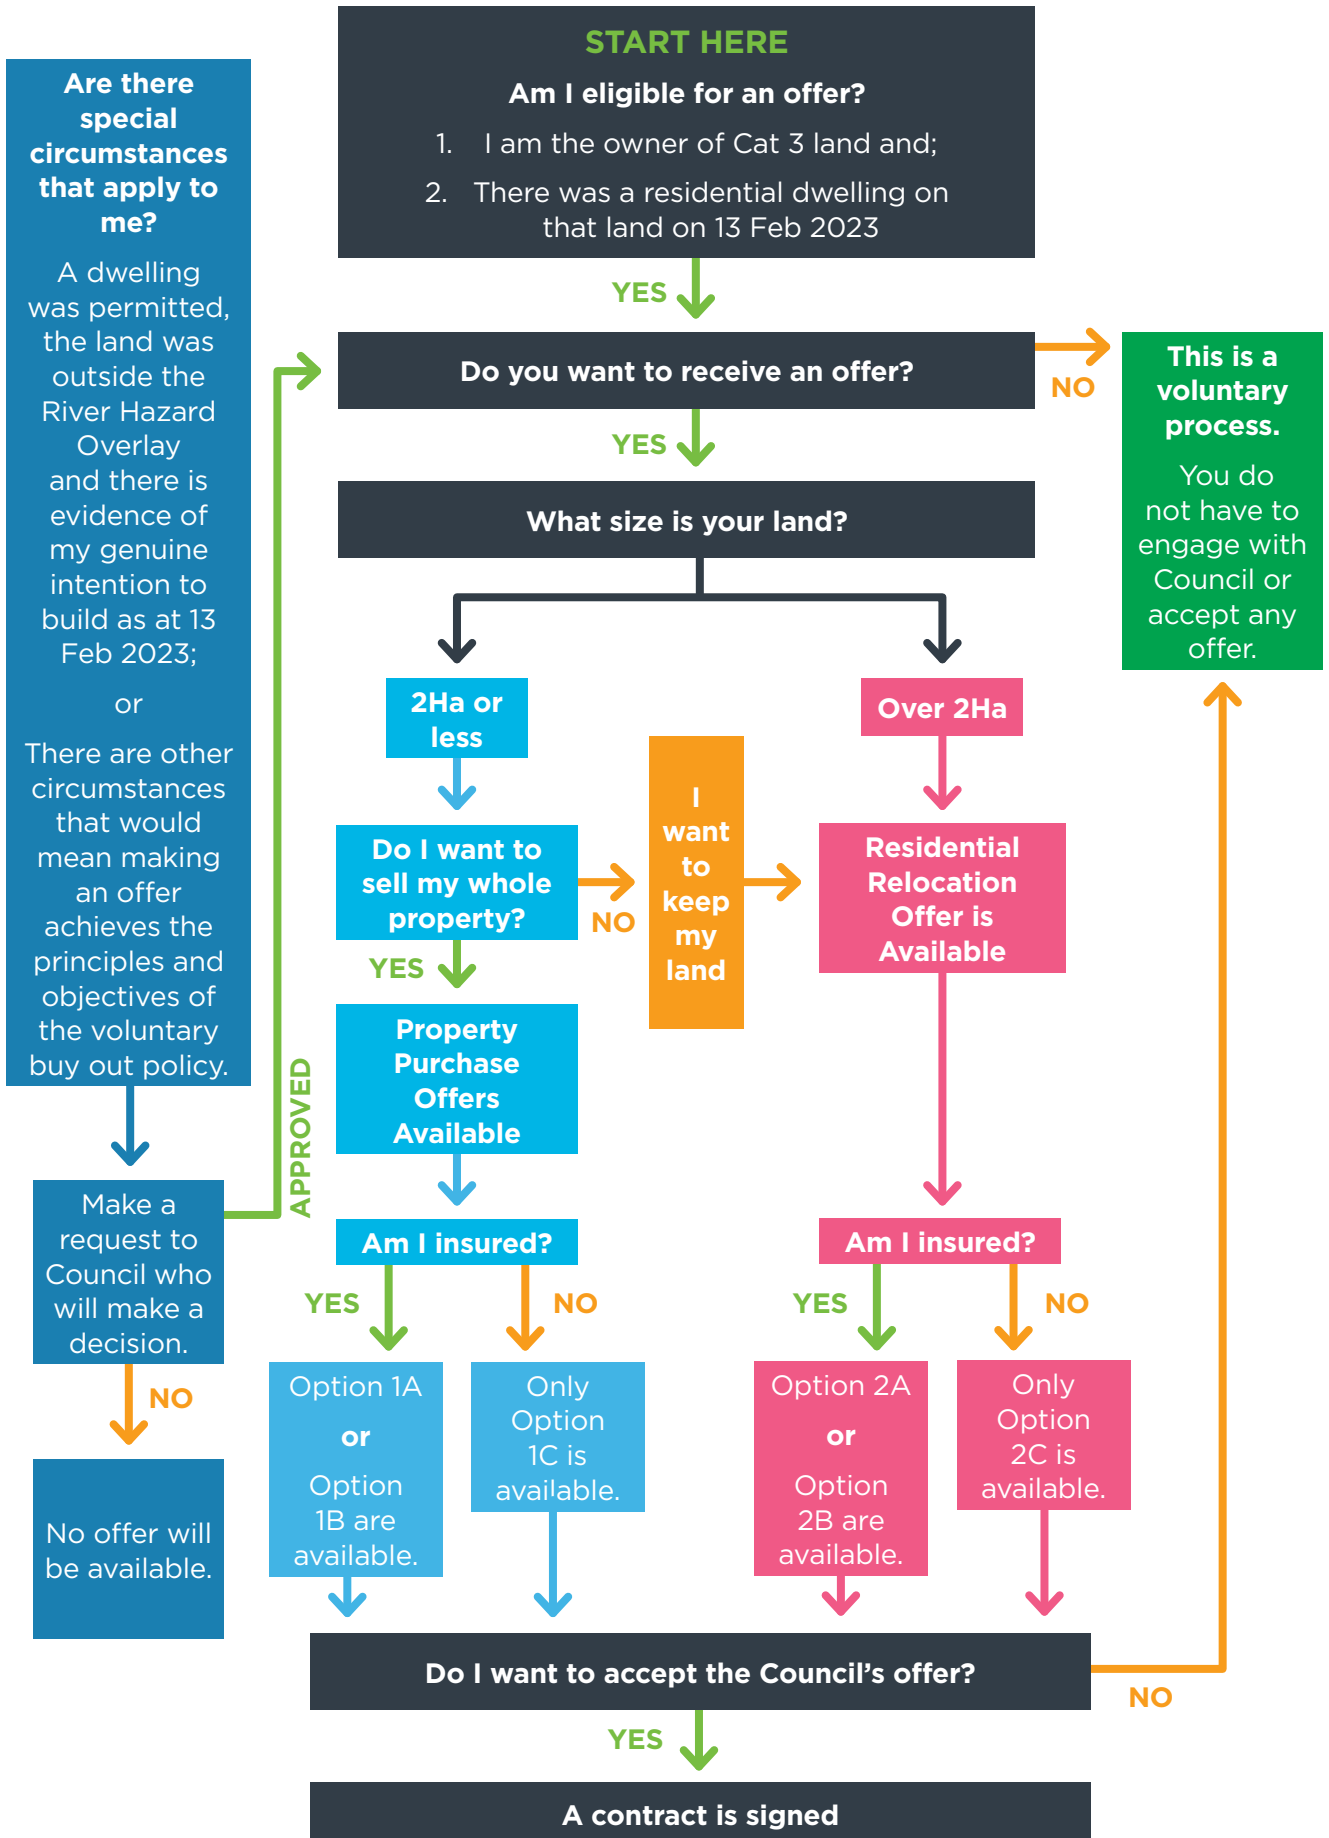 START HERE
Am I eligible for an offer?
1. I am the owner of Cat 3 land and;
2. There was a residential dwelling on
that land on 13 Feb 2023
Are there
special
circumstances
that apply to
me?
A dwelling
was permitted,
the land was
outside the
River Hazard
Overlay
and there is
evidence of
my genuine
intention to
build as at 13
Feb 2023;
or
There are other
circumstances
that would
mean making
an offer
achieves the
principles and
objectives of
the voluntary
buy out policy.
Make a
request to
Council who
will make a
decision.
APPROVED
NO
No offer will
be available.
YES
Do you want to receive an offer?
NO
This is a
voluntary
process.
You do
not have to
engage with
Council or
accept any
offer.
YES
What size is your land?
2Ha or
less
Over 2Ha
Do I want to
sell my whole
property?
NO
I
want
to
keep
my
land
Residential
Relocation
Offer is
Available
YES
Property
Purchase
Offers
Available
Am I insured?
Am I insured?
YES
NO
YES
NO
Option 1A
or
Option
1B are
available.
Only
Option
1C is
available.
Option 2A
or
Option
2B are
available.
Only
Option
2C is
available.
Do I want to accept the Council’s offer?
NO
YES
A contract is signed